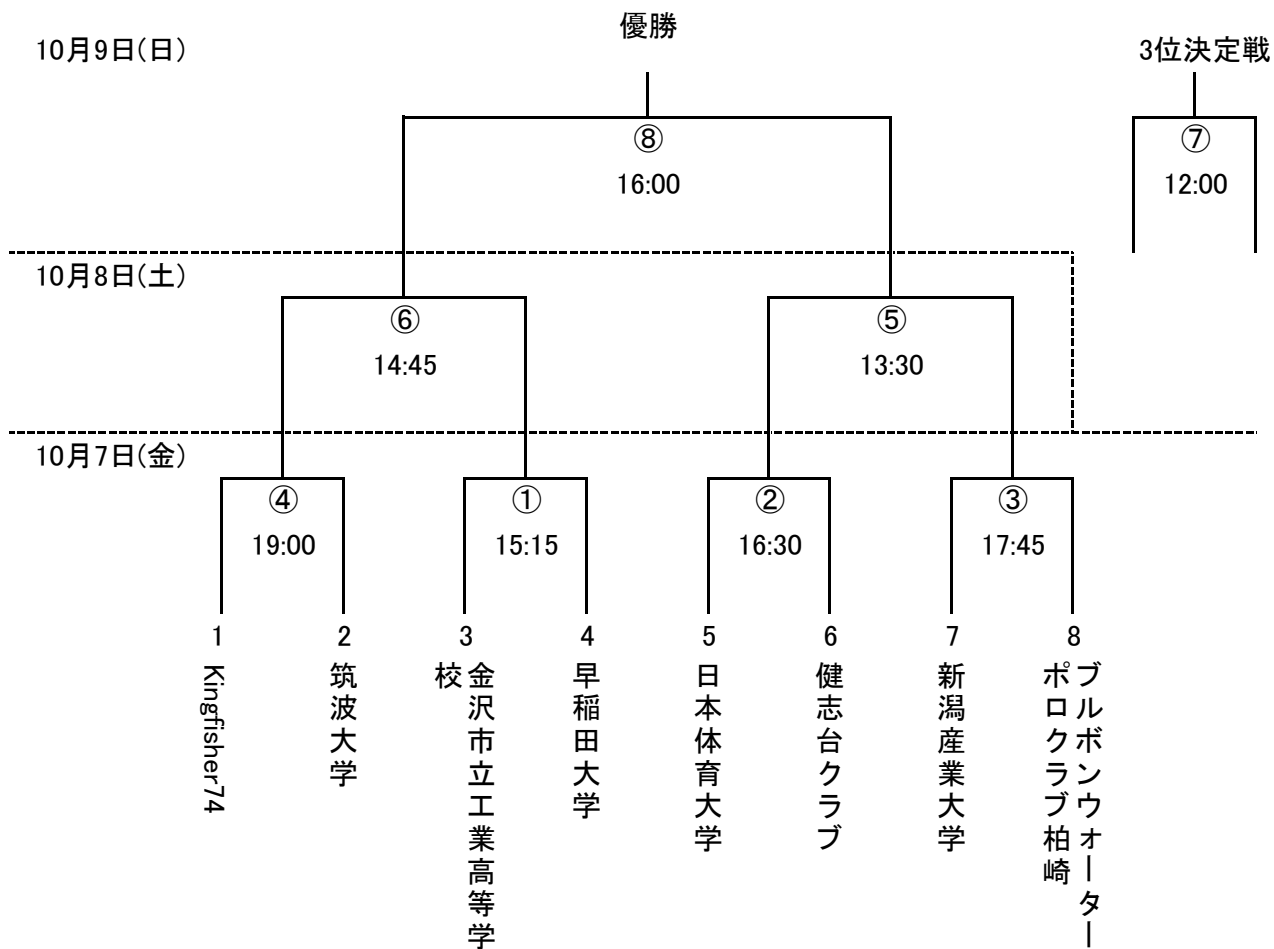 優勝
10月9日(日)
3位決定戦
⑧
⑦
16:00
12:00
10月8日(土)
⑥
⑤
14:45
13:30
10月7日(金)
④
①
②
③
19:00
15:15
16:30
17:45
1
2
3
4
5
6
7
8
Kingfisher74
筑波大学
金沢市立工業高等学
校
早稲田大学
日本体育大学
健志台クラブ
新潟産業大学
ブルボンウォーター
ポロクラブ柏崎